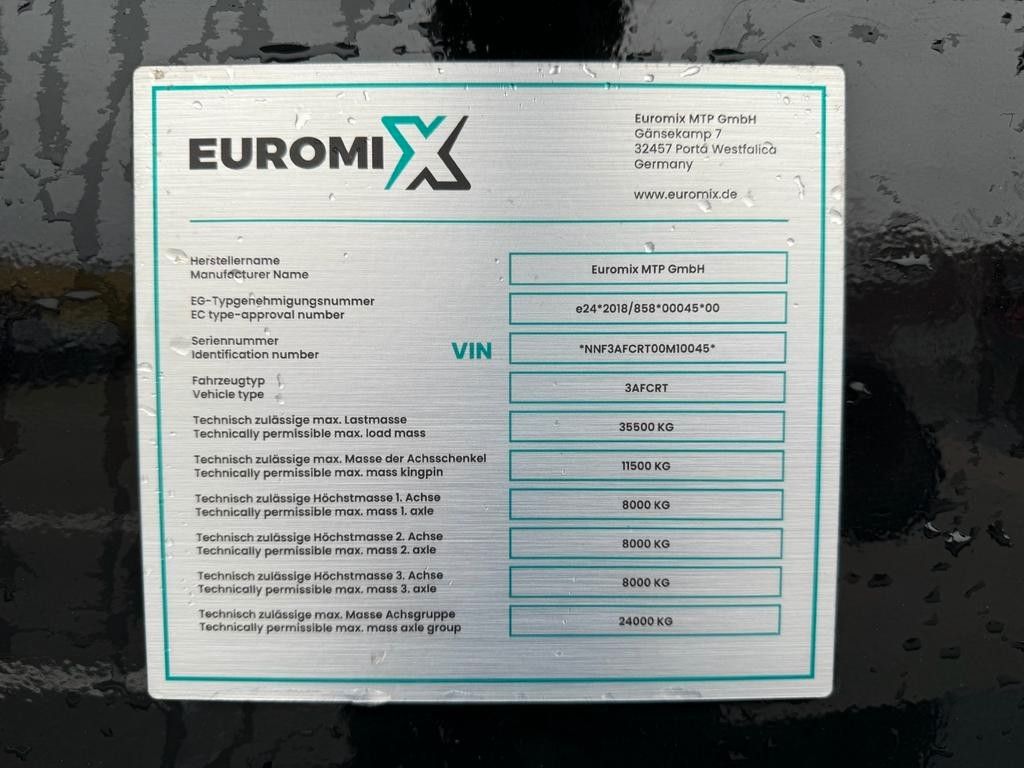 EUROMIX
Euromix MTP GmbH
Gänsekamp 7
32457 Porta Westfalica
Germany
www.euromix.de
Herstellername
Manufacturer Name
Euromix MTP GmbH
EG-Typgenehmigungsnummer
EC type-approval number
e24*2018/858*00045*00
Seriennummer
Identification number
VIN
*NNF3AFCRT00M10045*
Fahrzeugtyp
Vehicle type
3AFCRT
Technisch zulässige max. Lastmasse
Technically permissible max. load mass
35500 KG
Technisch zulässige max. Masse der Achsschenkel
Technically permissible max. mass kingpin
11500 KG
Technisch zulässige Höchstmasse 1. Achse
Technically permissible max. mass 1. axle
8000 KG
Technisch zulässige Höchstmasse 2. Achse
Technically permissible max. mass 2. axle
8000 KG
Technisch zulässige Höchstmasse 3. Achse
Technically permissible max. mass 3. axle
8000 KG
Technisch zulässige max. Masse Achsgruppe
Technically permissible max. mass axle group
24000 KG